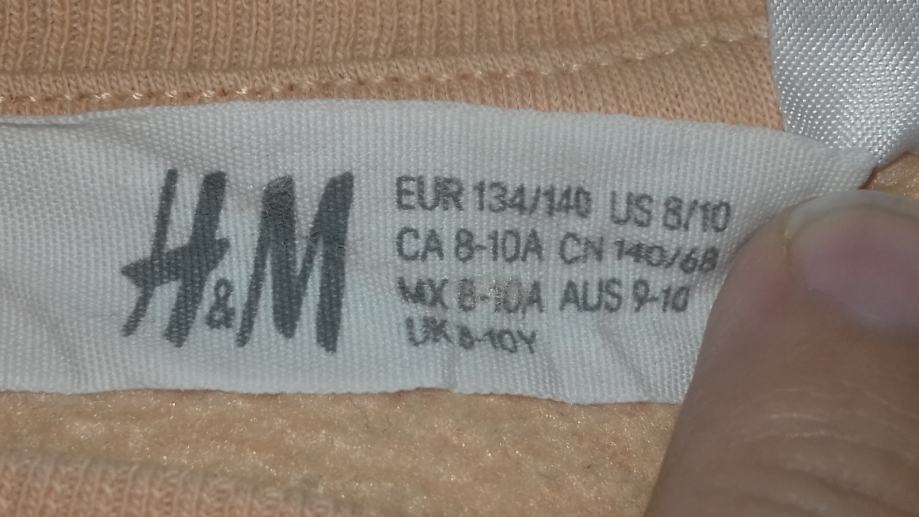 H&M
EUR 134/140 US 8/10
CA 8-10A CN 140/68
MX 8-10A AUS 9-10
UK 8-10Y